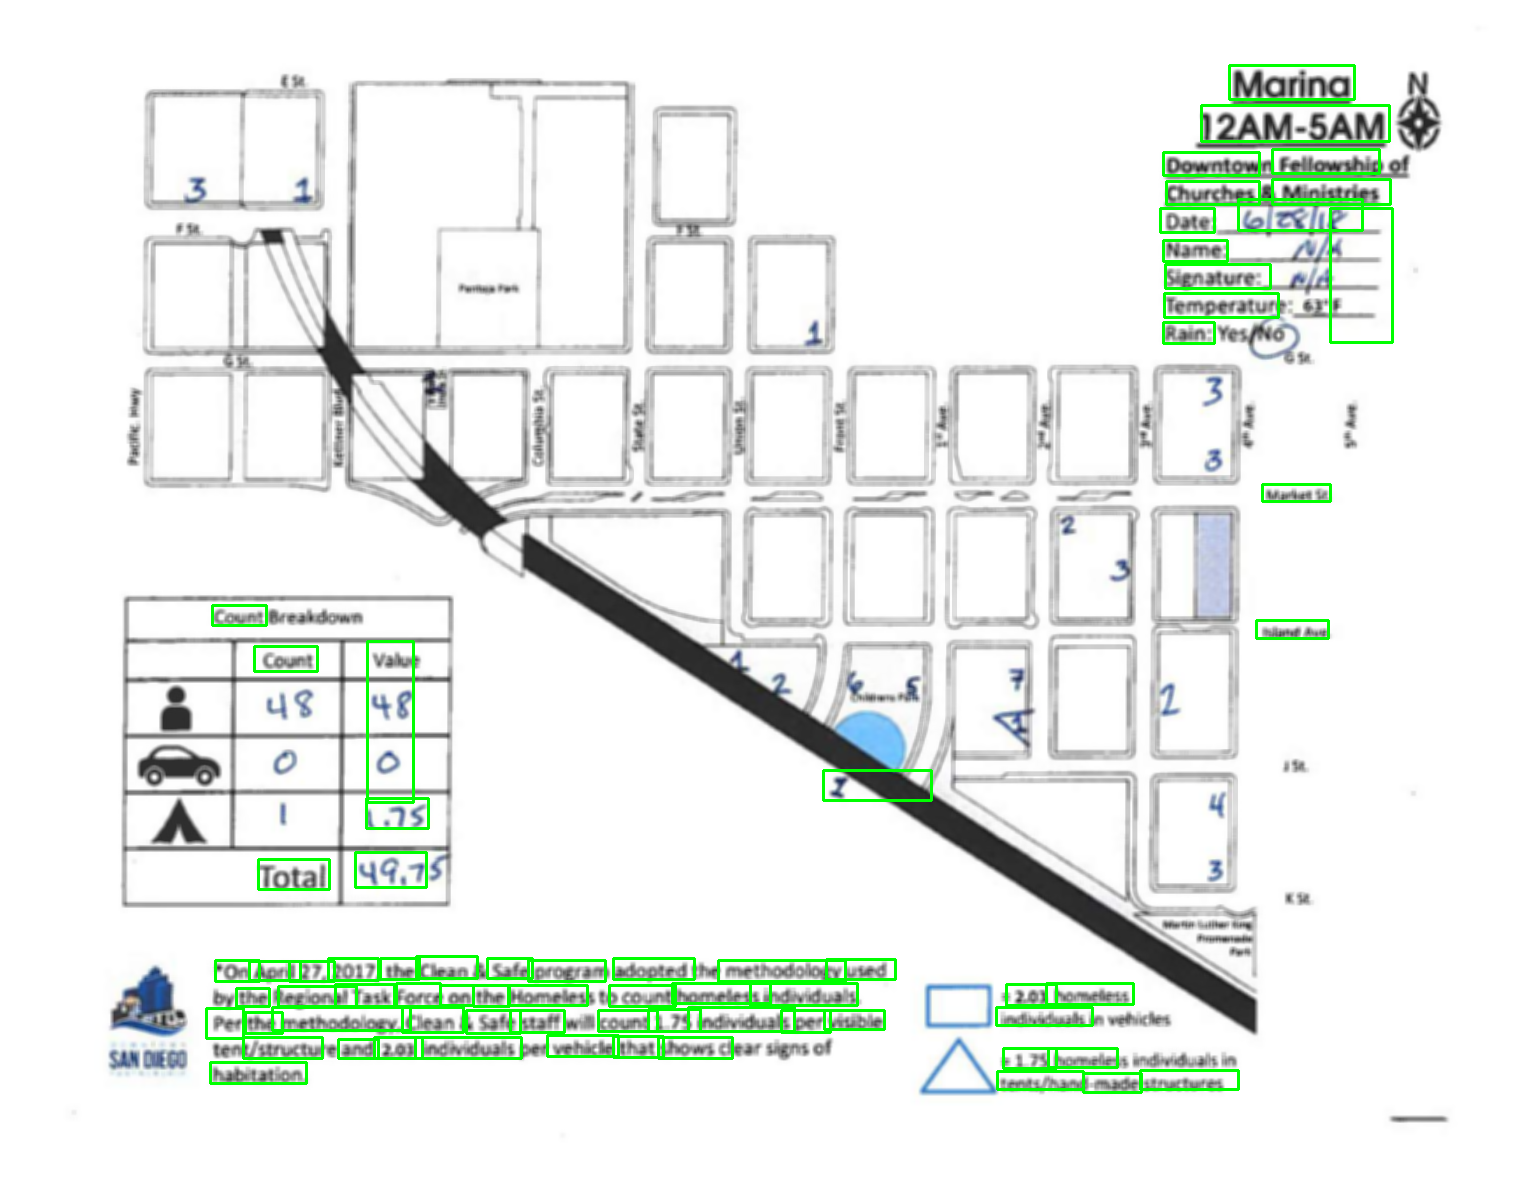 Marina
N
12AM-5AM
Downtown Fellowship of
Churches & Ministries
Date: 6/28/18
Name: N/A
Signature: N/A
Temperature: 63°F
Rain: Yes/No
E St.
3 1
F St.
F St.
Pantoja Park
1
G St.
G St.
Pacific Hwy
Kettner Blvd
Columbia St.
State St.
Union St.
Front St.
1st Ave.
2nd Ave.
3rd Ave.
4th Ave.
5th Ave.
3
3
Market St.
2
3
Island Ave
1
2
6 5
Childrens Park
7
2
J St.
4
3
K St.
Martin Luther King
Promenade
Park
Count Breakdown
Count Value
48 48
0 0
1 1.75
Total 49.75
*On April 27, 2017, the Clean & Safe program adopted the methodology used
by the Regional Task Force on the Homeless to count homeless individuals.
Per the methodology, Clean & Safe staff will count 1.75 individuals per visible
tent/structure and 2.03 individuals per vehicle that shows clear signs of
habitation.
DOWNTOWN
SAN DIEGO
PARTNERSHIP
= 2.03 homeless
individuals in vehicles
= 1.75 homeless individuals in
tents/hand-made structures